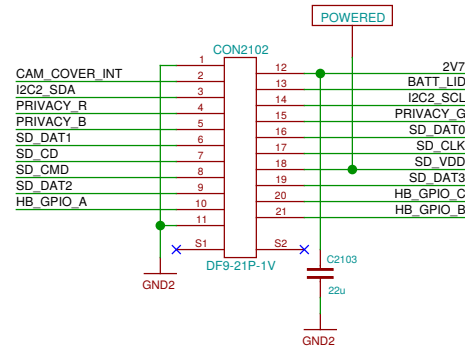 POWERED
CON2102
1 12 2V7
CAM_COVER_INT 2 13 BATT_LID
I2C2_SDA 3 14 I2C2_SCL
PRIVACY_R 4 15 PRIVACY_G
PRIVACY_B 5 16 SD_DAT0
SD_DAT1 6 17 SD_CLK
SD_CD 7 18 SD_VDD
SD_CMD 8 19 SD_DAT3
SD_DAT2 9 20 HB_GPIO_C
HB_GPIO_A 10 21 HB_GPIO_B
11
S1 S2
DF9-21P-1V
C2103
22u
GND2
GND2